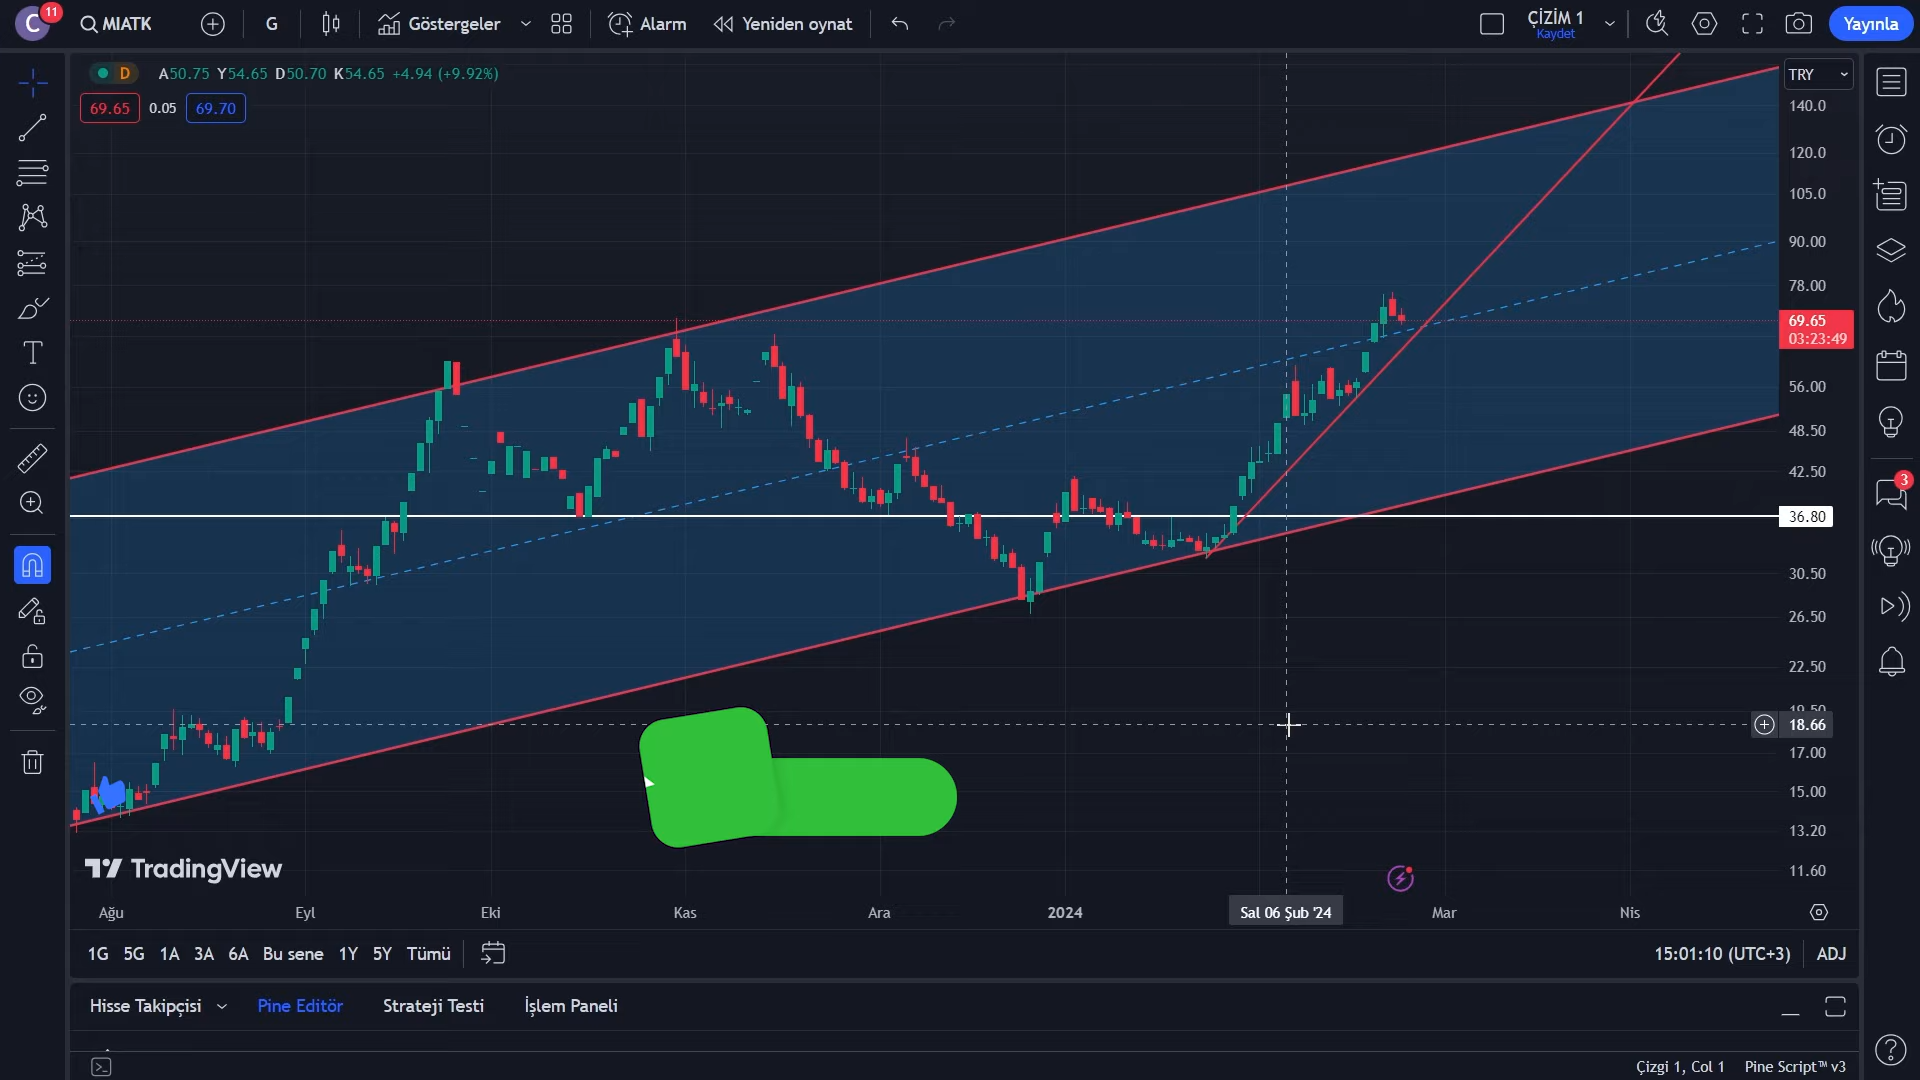 C 11 MIATK G Göstergeler Alarm Yeniden oynat ÇİZİM 1 Kaydet Yayınla
D A50.75 Y54.65 D50.70 K54.65 +4.94 (+9.92%)
69.65 0.05 69.70
TRY
140.0
120.0
105.0
90.00
78.00
69.65
03:23:49
56.00
48.50
42.50
36.80
30.50
26.50
22.50
19.50
18.66
17.00
15.00
13.20
11.60
3
TradingView
Ağu Eyl Eki Kas Ara 2024 Sal 06 Şub '24 Mar Nis
1G 5G 1A 3A 6A Bu sene 1Y 5Y Tümü 15:01:10 (UTC+3) ADJ
Hisse Takipçisi Pine Editör Strateji Testi İşlem Paneli
Çizgi 1, Col 1 Pine Script™ v3